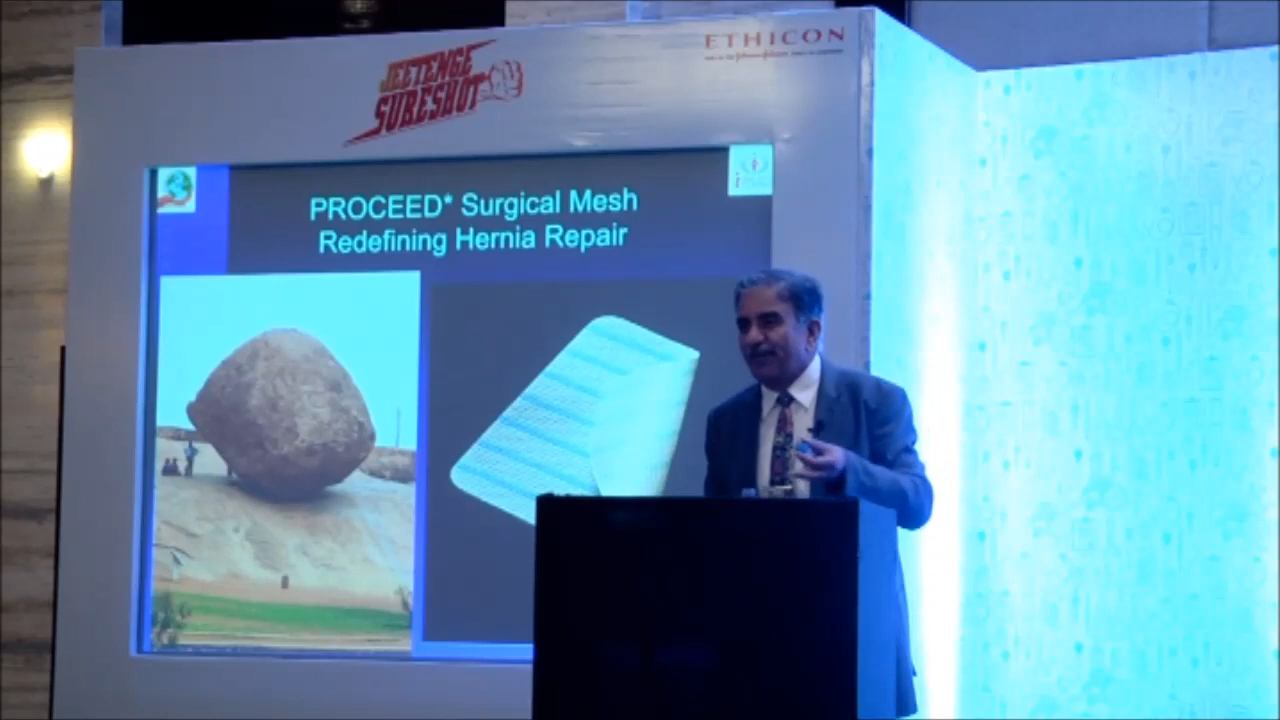 JEETENGE
SURESHOT
ETHICON
PROCEED* Surgical Mesh
Redefining Hernia Repair